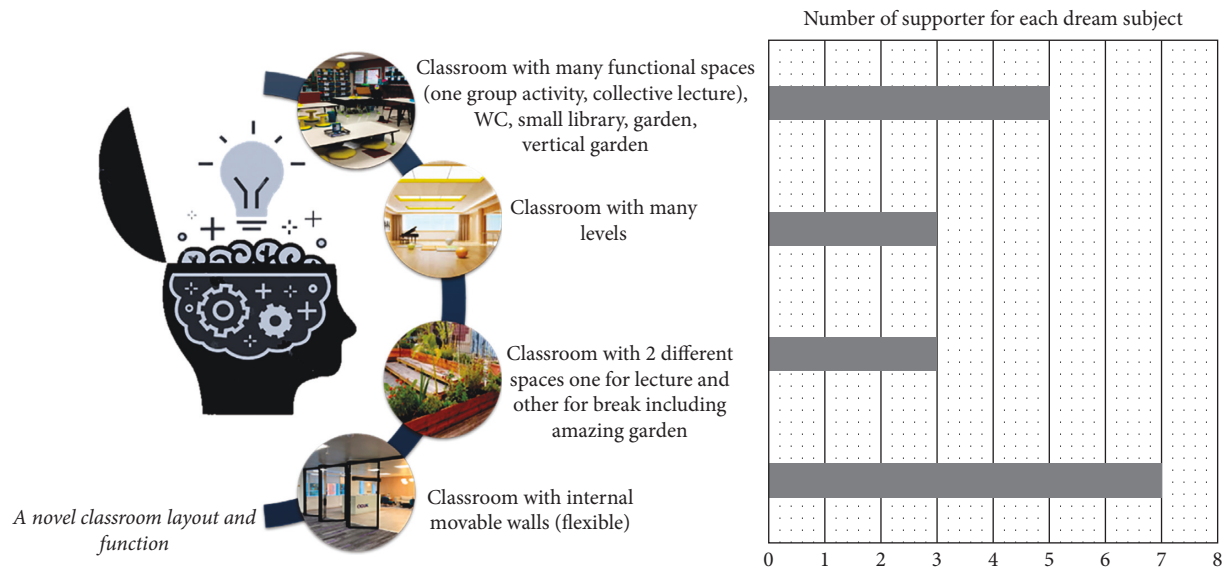 Number of supporter for each dream subject
Classroom with many functional spaces
(one group activity, collective lecture),
WC, small library, garden,
vertical garden
Classroom with many
levels
Classroom with 2 different
spaces one for lecture and
other for break including
amazing garden
Classroom with internal
movable walls (flexible)
A novel classroom layout and
function
0 1 2 3 4 5 6 7 8